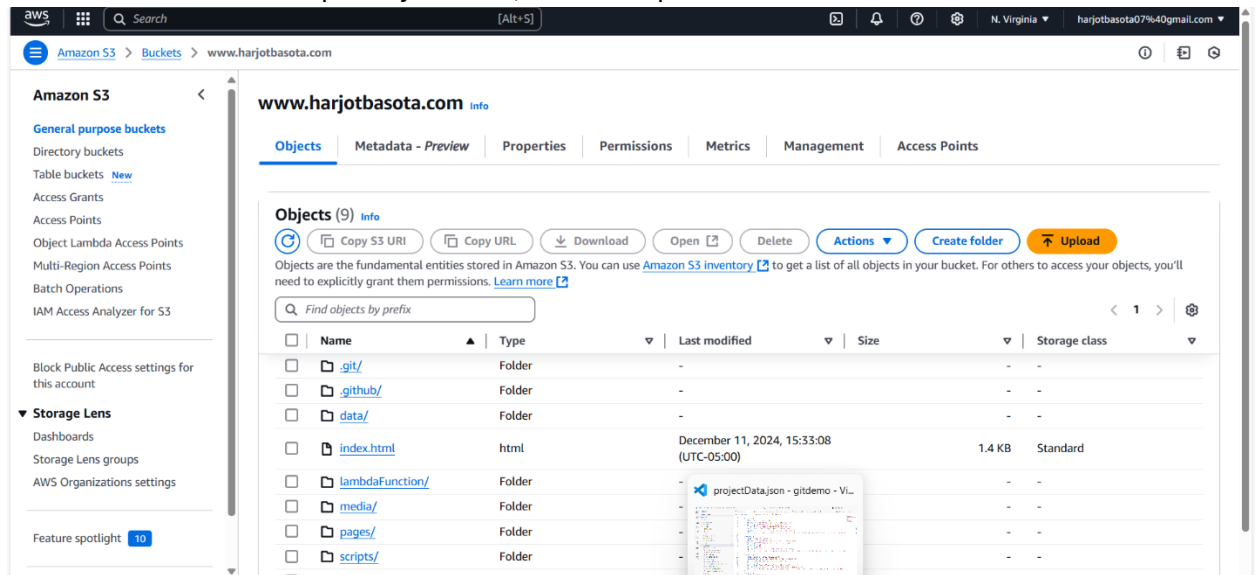 aws
Search
[Alt+S]
N. Virginia ▼
harjotbasota07%40gmail.com ▼
Amazon S3 > Buckets > www.harjotbasota.com
Amazon S3
General purpose buckets
Directory buckets
Table buckets New
Access Grants
Access Points
Object Lambda Access Points
Multi-Region Access Points
Batch Operations
IAM Access Analyzer for S3
Block Public Access settings for
this account
▼ Storage Lens
Dashboards
Storage Lens groups
AWS Organizations settings
Feature spotlight 10
www.harjotbasota.com Info
Objects Metadata - Preview Properties Permissions Metrics Management Access Points
Objects (9) Info
Copy S3 URI Copy URL Download Open Delete Actions ▼ Create folder Upload
Objects are the fundamental entities stored in Amazon S3. You can use Amazon S3 inventory to get a list of all objects in your bucket. For others to access your objects, you'll
need to explicitly grant them permissions. Learn more
Find objects by prefix
< 1 >
Name Type Last modified Size Storage class
.git/ Folder - - -
.github/ Folder - - -
data/ Folder - - -
index.html html December 11, 2024, 15:33:08 (UTC-05:00) 1.4 KB Standard
lambdaFunction/ Folder - - -
projectData.json - gitdemo - Vi...
media/ Folder - - -
pages/ Folder - - -
scripts/ Folder - - -